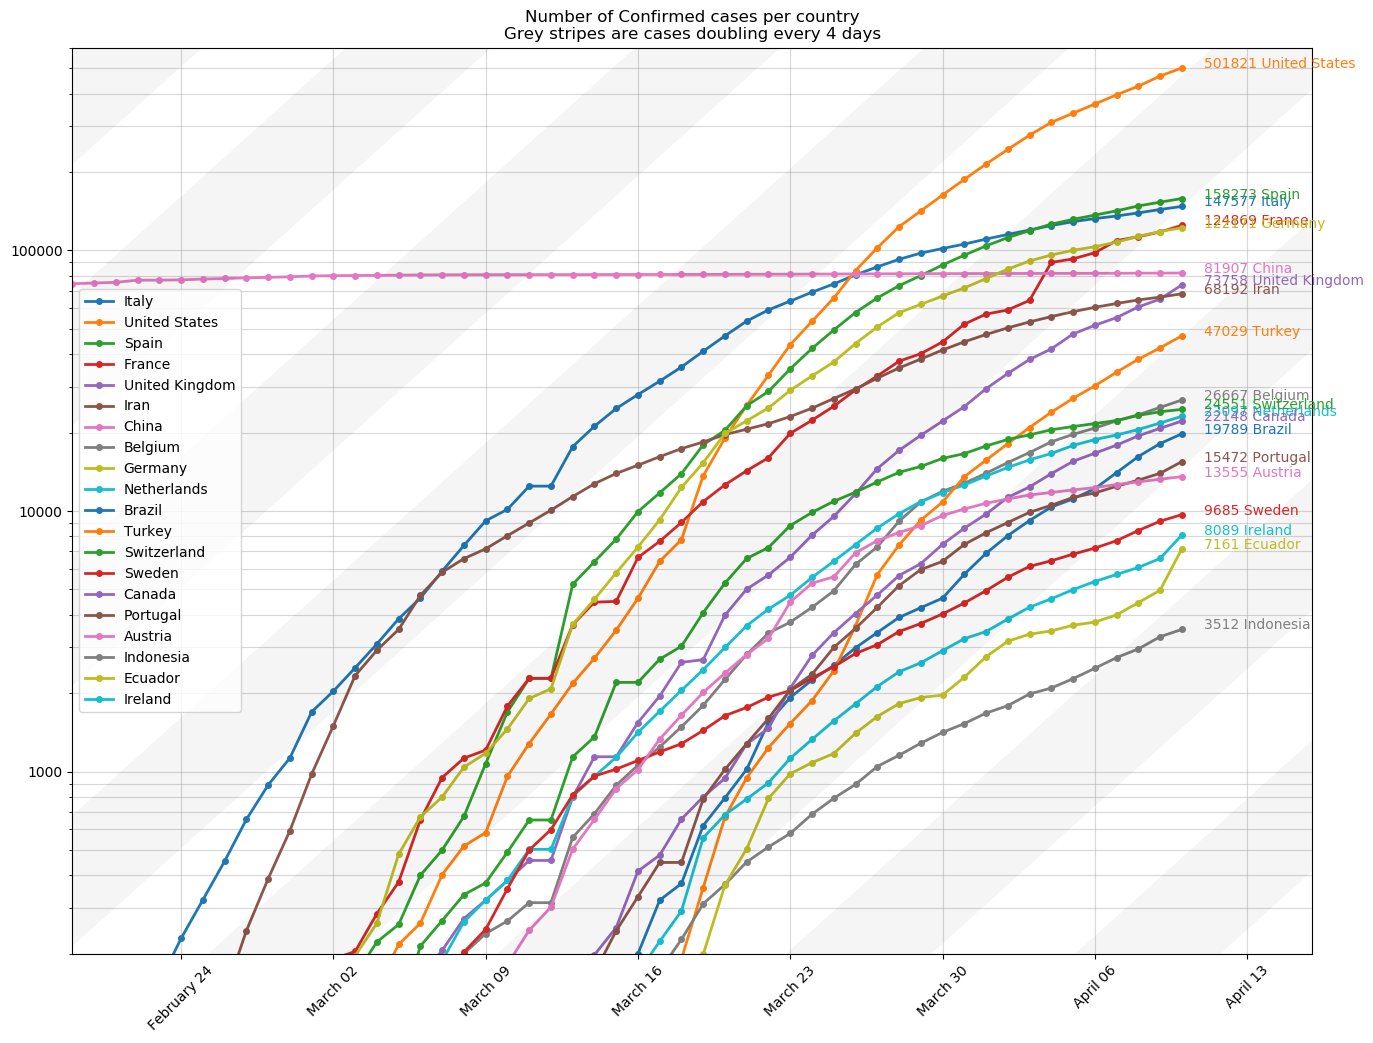 Number of Confirmed cases per country
Grey stripes are cases doubling every 4 days
501821 United States
158273 Spain
147577 Italy
124869 France
122171 Germany
81907 China
73758 United Kingdom
68192 Iran
47029 Turkey
26667 Belgium
24551 Switzerland
Netherlands
22148 Canada
19789 Brazil
15472 Portugal
13555 Austria
9685 Sweden
8089 Ireland
7161 Ecuador
3512 Indonesia
100000
10000
1000
Italy
United States
Spain
France
United Kingdom
Iran
China
Belgium
Germany
Netherlands
Brazil
Turkey
Switzerland
Sweden
Canada
Portugal
Austria
Indonesia
Ecuador
Ireland
February 24
March 02
March 09
March 16
March 23
March 30
April 06
April 13